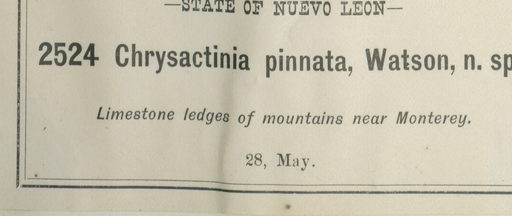 —STATE OF NUEVO LEON—
2524 Chrysactinia pinnata, Watson, n. sp
Limestone ledges of mountains near Monterey.
28, May.